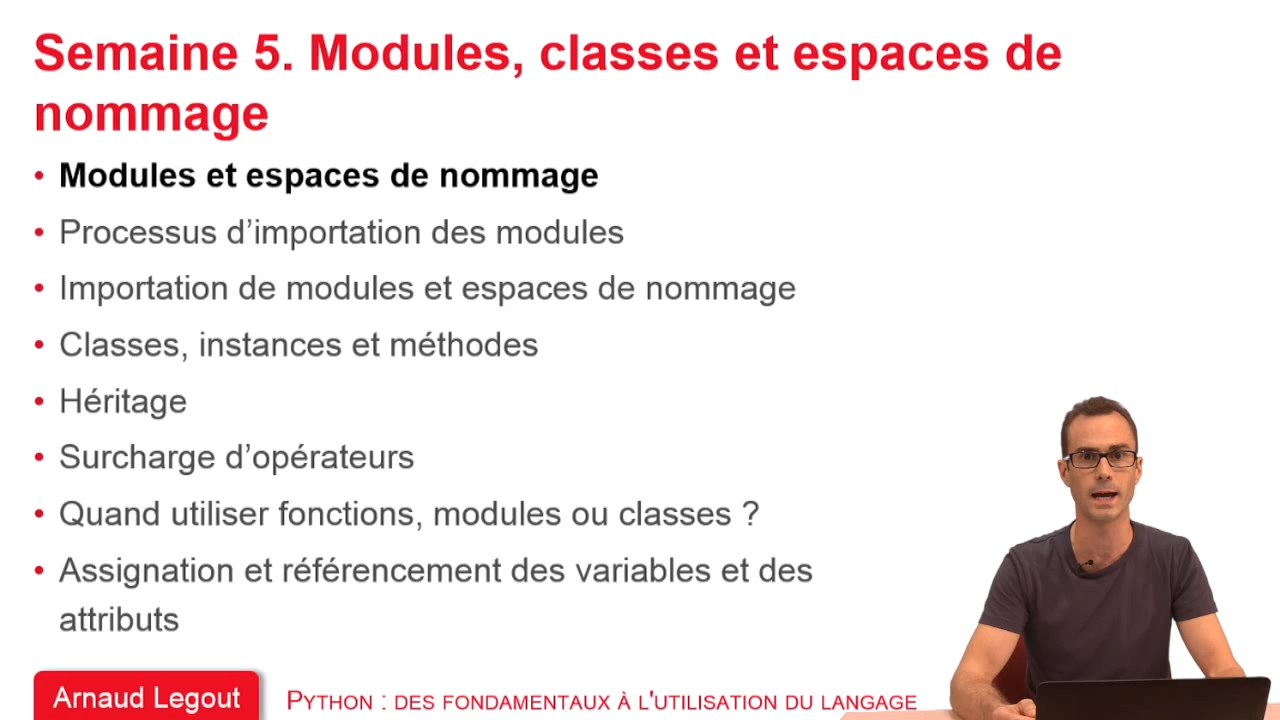 Semaine 5. Modules, classes et espaces de
nommage
• Modules et espaces de nommage
• Processus d’importation des modules
• Importation de modules et espaces de nommage
• Classes, instances et méthodes
• Héritage
• Surcharge d’opérateurs
• Quand utiliser fonctions, modules ou classes ?
• Assignation et référencement des variables et des
attributs
Arnaud Legout
PYTHON : DES FONDAMENTAUX À L'UTILISATION DU LANGAGE